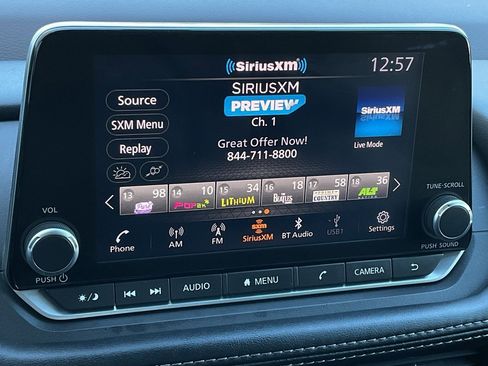 SiriusXM
12:57
SIRIUSXM
PREVIEW
Ch. 1
Great Offer Now!
844-711-8800
Source
SXM Menu
Replay
SiriusXM
Live Mode
13 98
14 10
POP2K
15 34
LITHIUM
16 18
THE BEATLES
17 58
COUNTRY
18 36
ALT
Phone
AM
FM
SXM
SiriusXM
BT Audio
USB1
Settings
VOL
PUSH
TUNE·SCROLL
PUSH SOUND
AUDIO
MENU
CAMERA